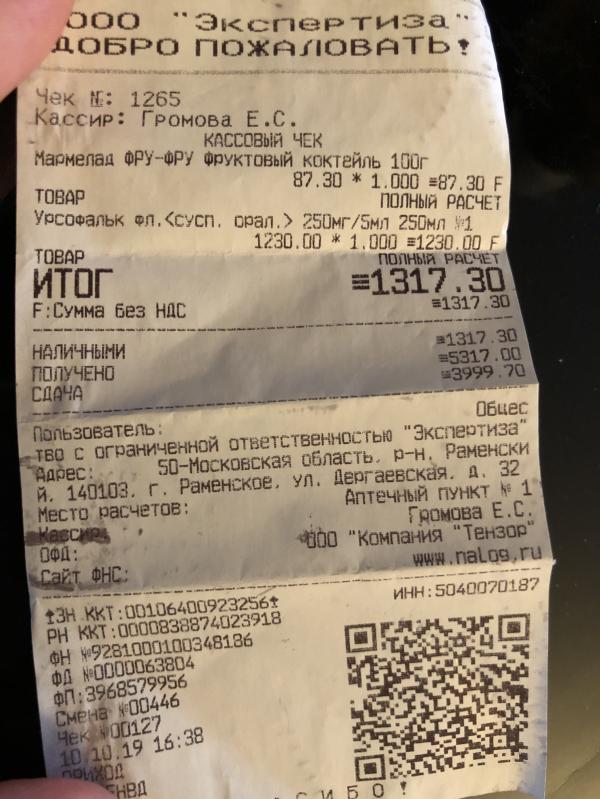 ООО "Экспертиза"
ДОБРО ПОЖАЛОВАТЬ!
Чек №: 1265
Кассир: Громова Е.С.
КАССОВЫЙ ЧЕК
Мармелад ФРУ-ФРУ Фруктовый коктейль 100г
87.30 * 1.000 ≡87.30 F
ТОВАР ПОЛНЫЙ РАСЧЕТ
Урсофальк фл.<сусп. орал.> 250мг/5мл 250мл №1
1230.00 * 1.000 ≡1230.00 F
ТОВАР ПОЛНЫЙ РАСЧЕТ
ИТОГ ≡1317.30
F:Сумма без НДС ≡1317.30
НАЛИЧНЫМИ ≡1317.30
ПОЛУЧЕНО ≡5317.00
СДАЧА ≡3999.70
Пользователь: Общес
тво с ограниченной ответственностью "Экспертиза"
Адрес: 50-Московская область, р-н. Раменски
й, 140103, г. Раменское, ул. Дергаевская, д. 32
Место расчетов: Аптечный пункт № 1
Кассир: Громова Е.С.
ОФД: ООО "Компания "Тензор"
Сайт ФНС: www.nalog.ru
ИНН:5040070187
ЗН ККТ:00106400923256
РН ККТ:0000838874023918
ФН №9281000100348186
ФД №0000063804
ФП:3968579956
Смена №00446
Чек №00127
10.10.19 16:38
ПРИХОД